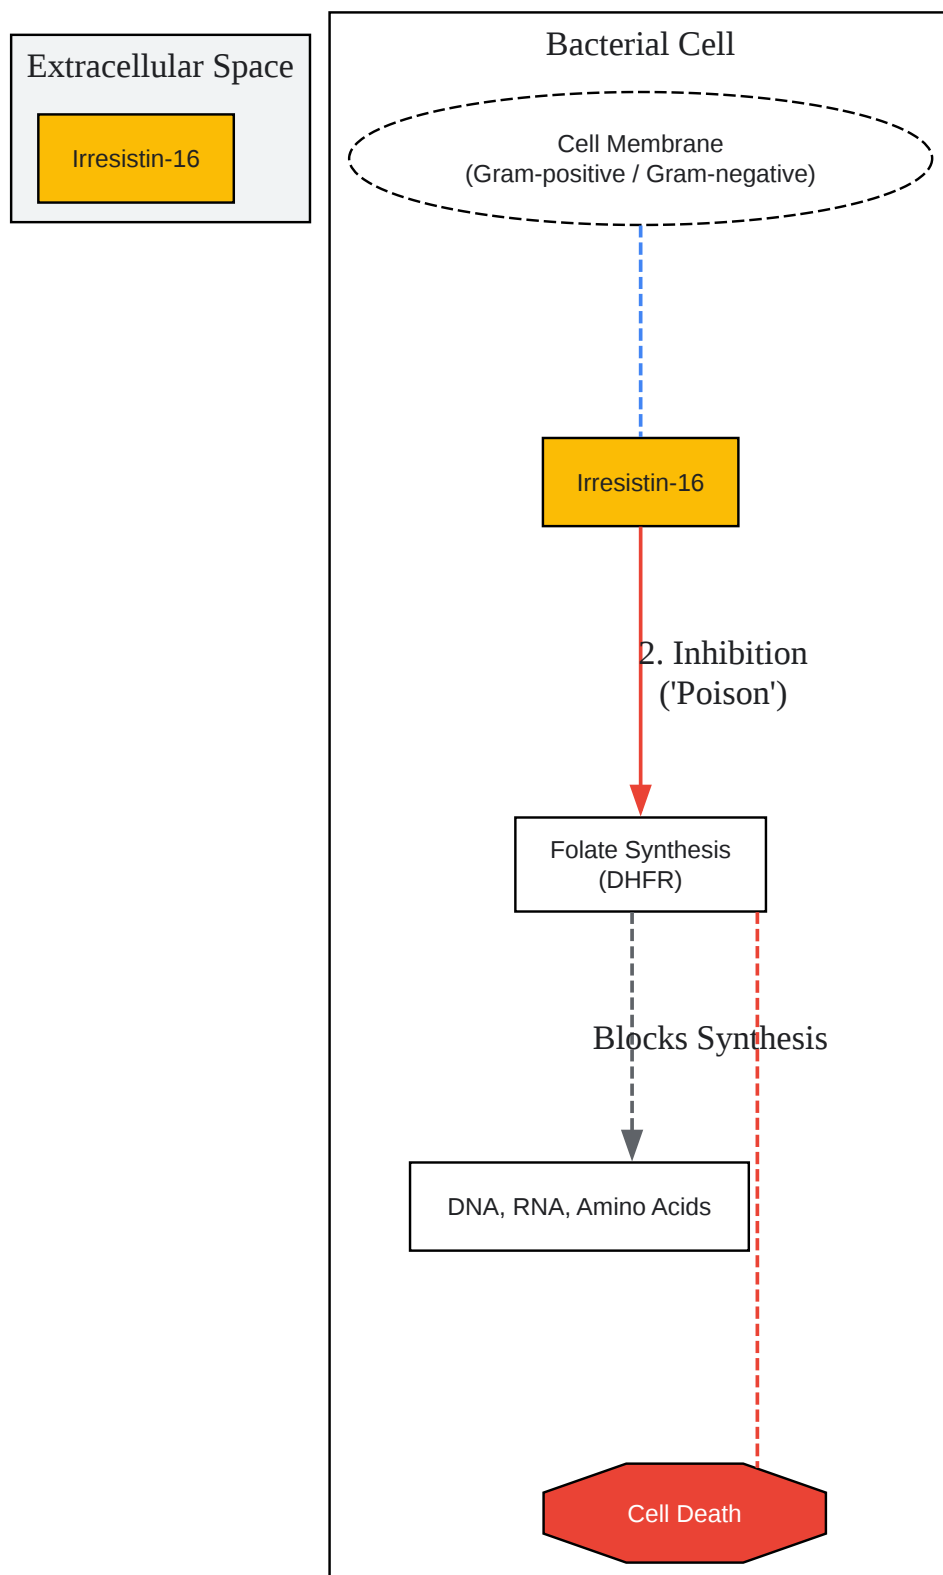 Extracellular Space
Irresistin-16
Bacterial Cell
Cell Membrane
(Gram-positive / Gram-negative)
Irresistin-16
2. Inhibition
('Poison')
Folate Synthesis
(DHFR)
Blocks Synthesis
DNA, RNA, Amino Acids
Cell Death